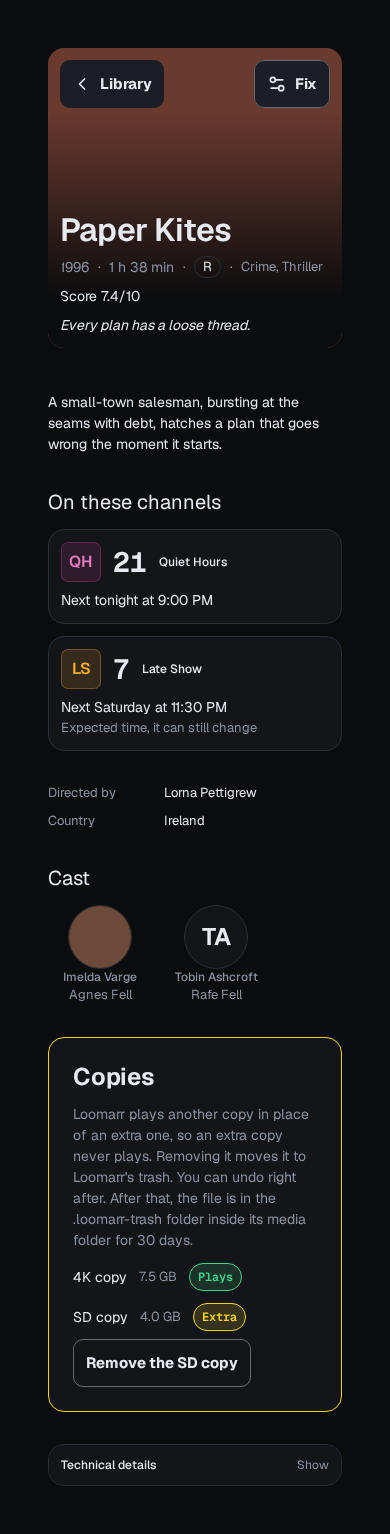 Library
Fix
Paper Kites
1996 · 1 h 38 min · R · Crime, Thriller
Score 7.4/10
Every plan has a loose thread.
A small-town salesman, bursting at the
seams with debt, hatches a plan that goes
wrong the moment it starts.
On these channels
QH 21 Quiet Hours
Next tonight at 9:00 PM
LS 7 Late Show
Next Saturday at 11:30 PM
Expected time, it can still change
Directed by Lorna Pettigrew
Country Ireland
Cast
TA
Imelda Varge
Agnes Fell
Tobin Ashcroft
Rafe Fell
Copies
Loomarr plays another copy in place
of an extra one, so an extra copy
never plays. Removing it moves it to
Loomarr's trash. You can undo right
after. After that, the file is in the
.loomarr-trash folder inside its media
folder for 30 days.
4K copy 7.5 GB Plays
SD copy 4.0 GB Extra
Remove the SD copy
Technical details Show